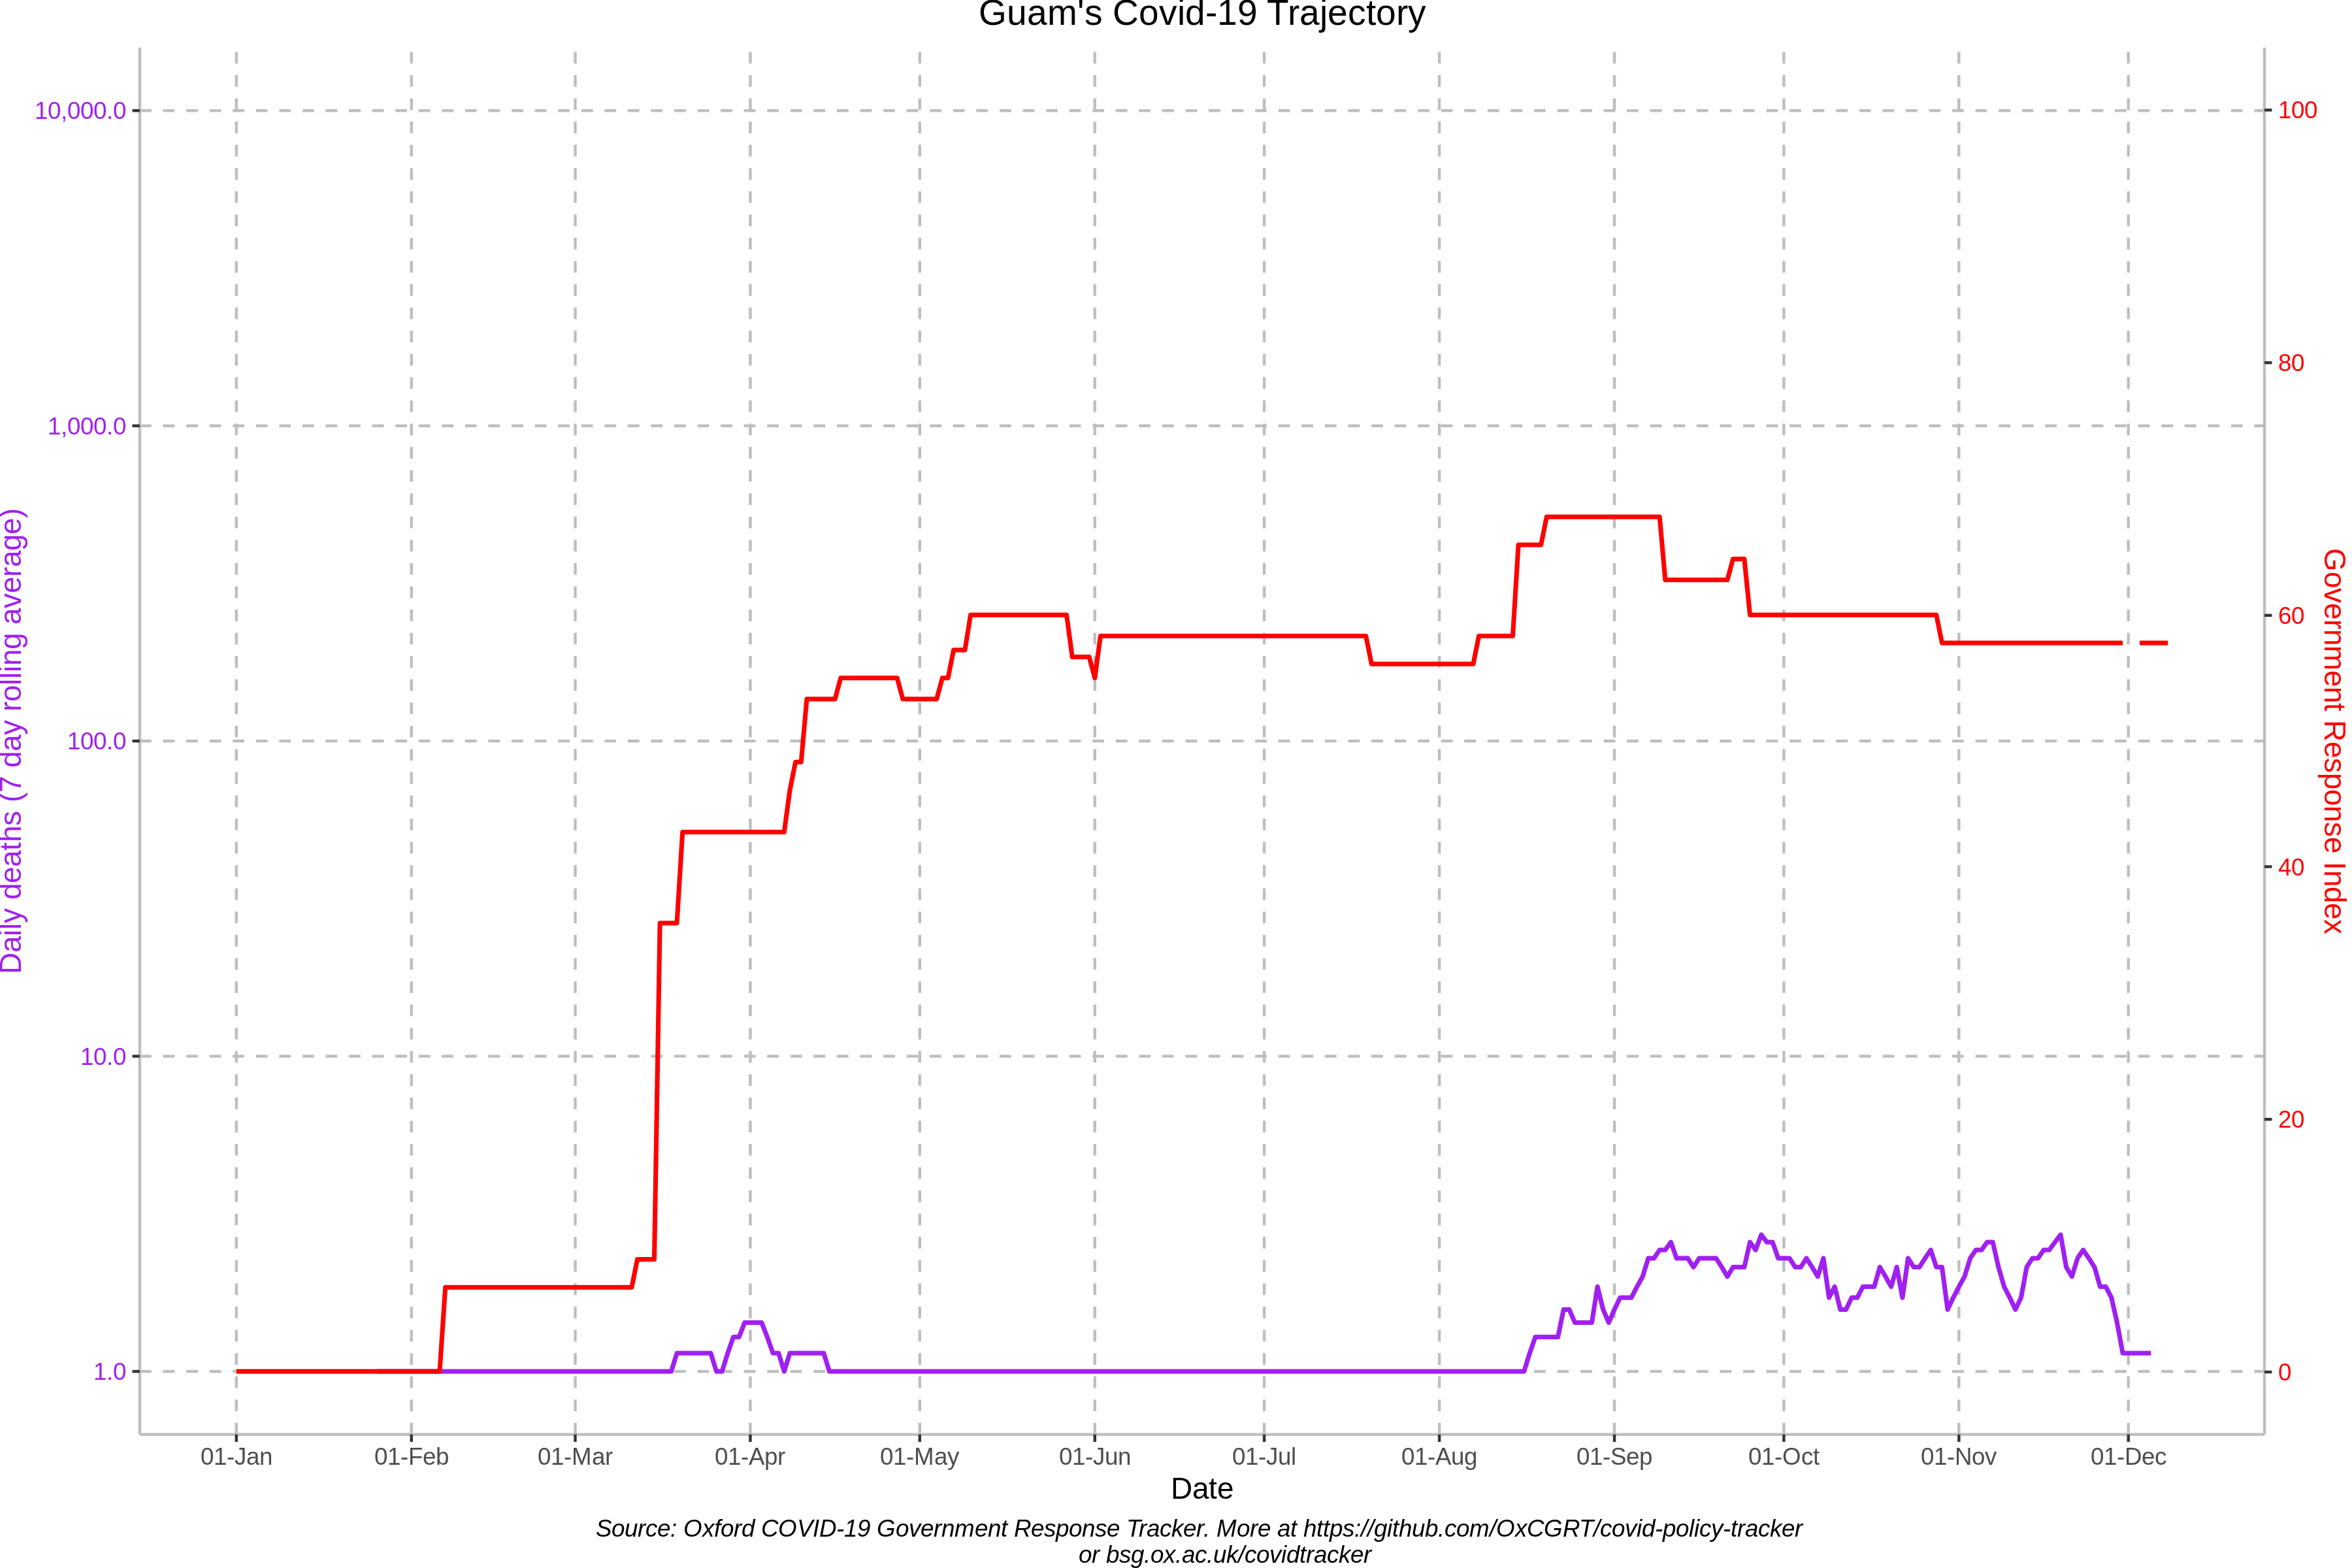 Guam's Covid-19 Trajectory
Daily deaths (7 day rolling average)
10,000.0
1,000.0
100.0
10.0
1.0
100
80
60
40
20
0
Government Response Index
01-Jan
01-Feb
01-Mar
01-Apr
01-May
01-Jun
01-Jul
01-Aug
01-Sep
01-Oct
01-Nov
01-Dec
Date
Source: Oxford COVID-19 Government Response Tracker. More at https://github.com/OxCGRT/covid-policy-tracker
or bsg.ox.ac.uk/covidtracker